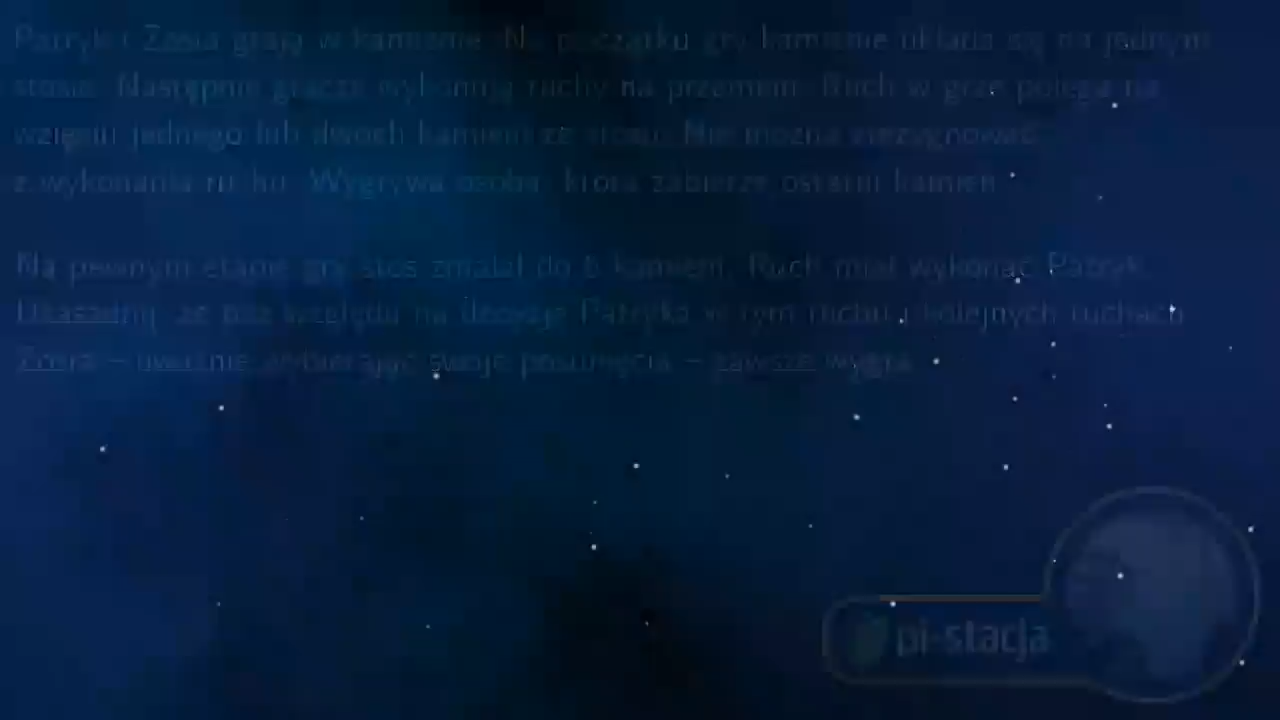 Patryk i Zosia grają w kamienie. Na początku gry kamienie układa się na jednym
stosie. Następnie gracze wykonują ruchy na przemian. Ruch w grze polega na
wzięciu jednego lub dwóch kamieni ze stosu. Nie można zrezygnować
z wykonania ruchu. Wygrywa osoba, która zabierze ostatni kamień.
Na pewnym etapie gry stos zmalał do 6 kamieni. Ruch miał wykonać Patryk.
Uzasadnij, że bez względu na decyzje Patryka w tym ruchu i kolejnych ruchach
Zosia – uważnie wybierając swoje posunięcia – zawsze wygra.
pi-stacja